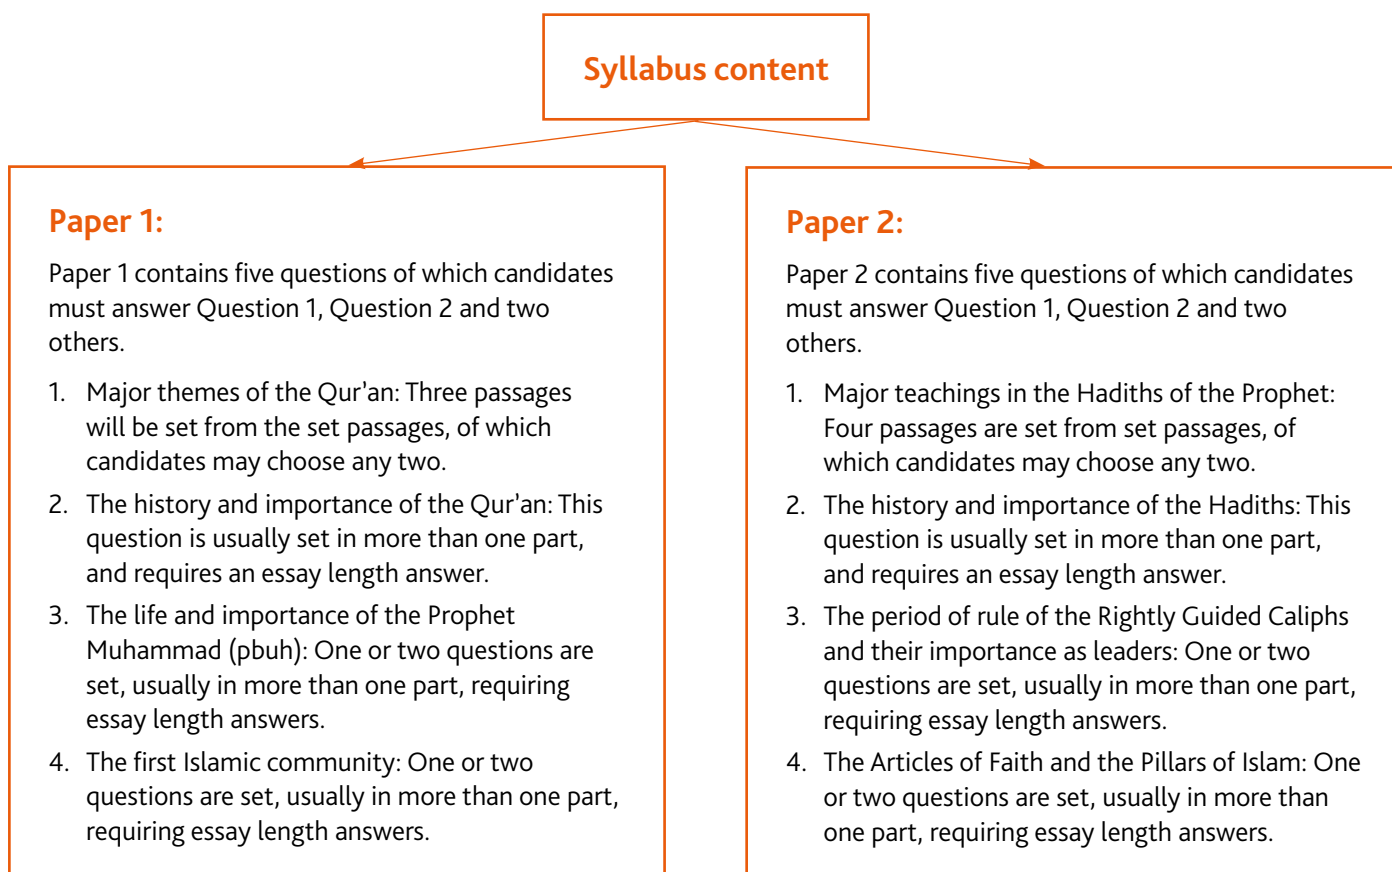 Syllabus content
Paper 1:
Paper 1 contains five questions of which candidates
must answer Question 1, Question 2 and two
others.
1. Major themes of the Qur’an: Three passages
will be set from the set passages, of which
candidates may choose any two.
2. The history and importance of the Qur’an: This
question is usually set in more than one part,
and requires an essay length answer.
3. The life and importance of the Prophet
Muhammad (pbuh): One or two questions are
set, usually in more than one part, requiring
essay length answers.
4. The first Islamic community: One or two
questions are set, usually in more than one part,
requiring essay length answers.
Paper 2:
Paper 2 contains five questions of which candidates
must answer Question 1, Question 2 and two
others.
1. Major teachings in the Hadiths of the Prophet:
Four passages are set from set passages, of
which candidates may choose any two.
2. The history and importance of the Hadiths: This
question is usually set in more than one part,
and requires an essay length answer.
3. The period of rule of the Rightly Guided Caliphs
and their importance as leaders: One or two
questions are set, usually in more than one part,
requiring essay length answers.
4. The Articles of Faith and the Pillars of Islam: One
or two questions are set, usually in more than
one part, requiring essay length answers.